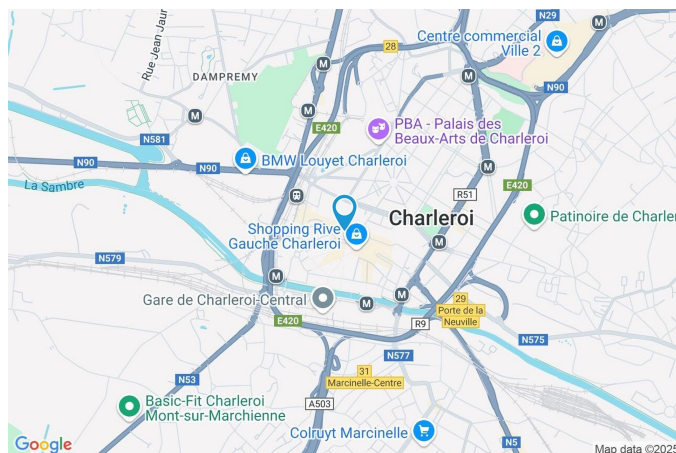 N29
Centre commercial
Ville 2
Rue Jean Jaur
28
DAMPREMY
N90
E420
PBA - Palais des
Beaux-Arts de Charleroi
N581
N90
N90
BMW Louyet Charleroi
E420
La Sambre
R51
Shopping Rive
Gauche Charleroi
Charleroi
Patinoire de Charler
N579
Gare de Charleroi-Central
29
Porte de la
Neuville
E420
R9
N575
N577
N53
31
Marcinelle-Centre
A503
Basic-Fit Charleroi
Mont-sur-Marchienne
Colruyt Marcinelle
N5
Google
Map data ©2025
M
M
M
M
M
M
M
M
M
M
M